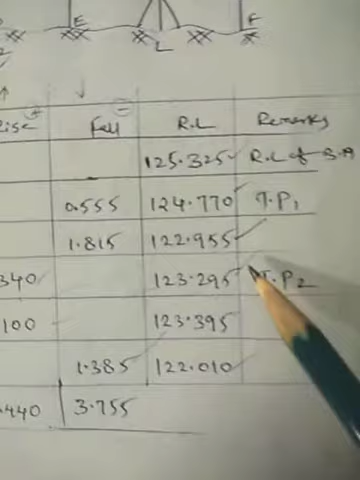 E F
L
Rise + Fall - R.L Remarks
125.325 R.L of B.M
0.555 124.770 T.P1
1.815 122.955
340 123.295 T.P2
100 123.395
1.385 122.010
.440 3.755